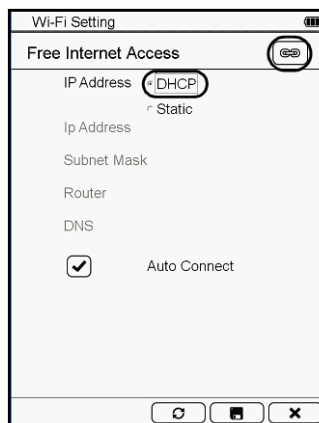 Wi-Fi Setting
Free Internet Access
IP Address DHCP
Static
Ip Address
Subnet Mask
Router
DNS
Auto Connect